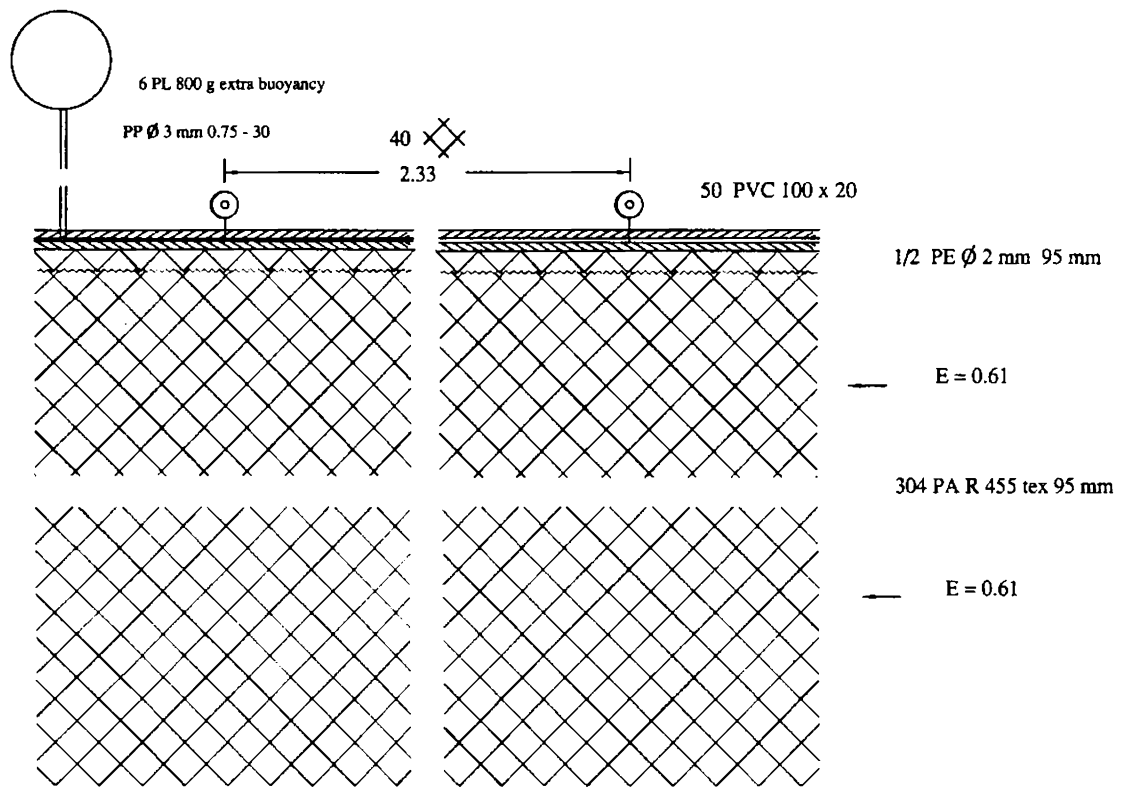 6 PL 800 g extra buoyancy
PP Ø 3 mm 0.75 - 30
40
2.33
50 PVC 100 x 20
1/2 PE Ø 2 mm 95 mm
E = 0.61
304 PA R 455 tex 95 mm
E = 0.61